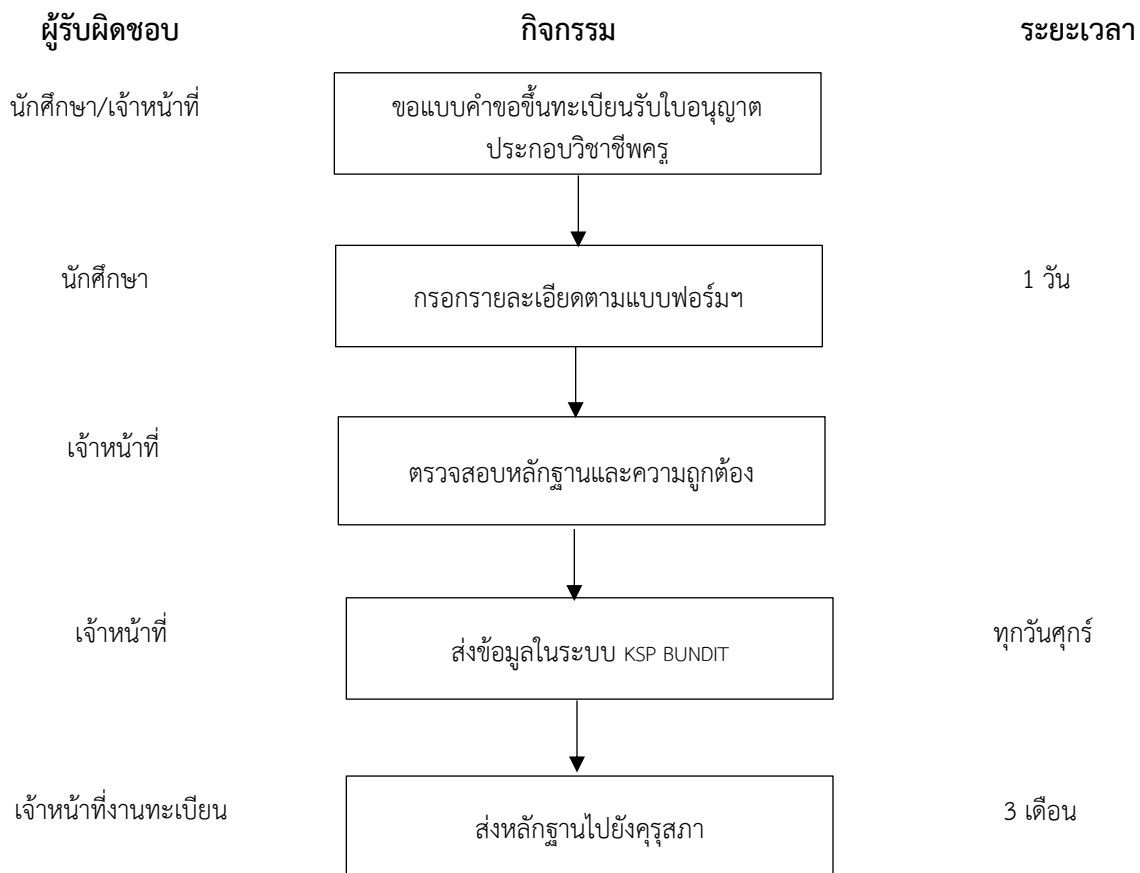 ผู้รับผิดชอบ กิจกรรม ระยะเวลา
นักศึกษา/เจ้าหน้าที่ ขอแบบคำขอขึ้นทะเบียนรับใบอนุญาต
ประกอบวิชาชีพครู
นักศึกษา กรอกรายละเอียดตามแบบฟอร์มฯ 1 วัน
เจ้าหน้าที่ ตรวจสอบหลักฐานและความถูกต้อง
เจ้าหน้าที่ ส่งข้อมูลในระบบ KSP BUNDIT ทุกวันศุกร์
เจ้าหน้าที่งานทะเบียน ส่งหลักฐานไปยังคุรุสภา 3 เดือน